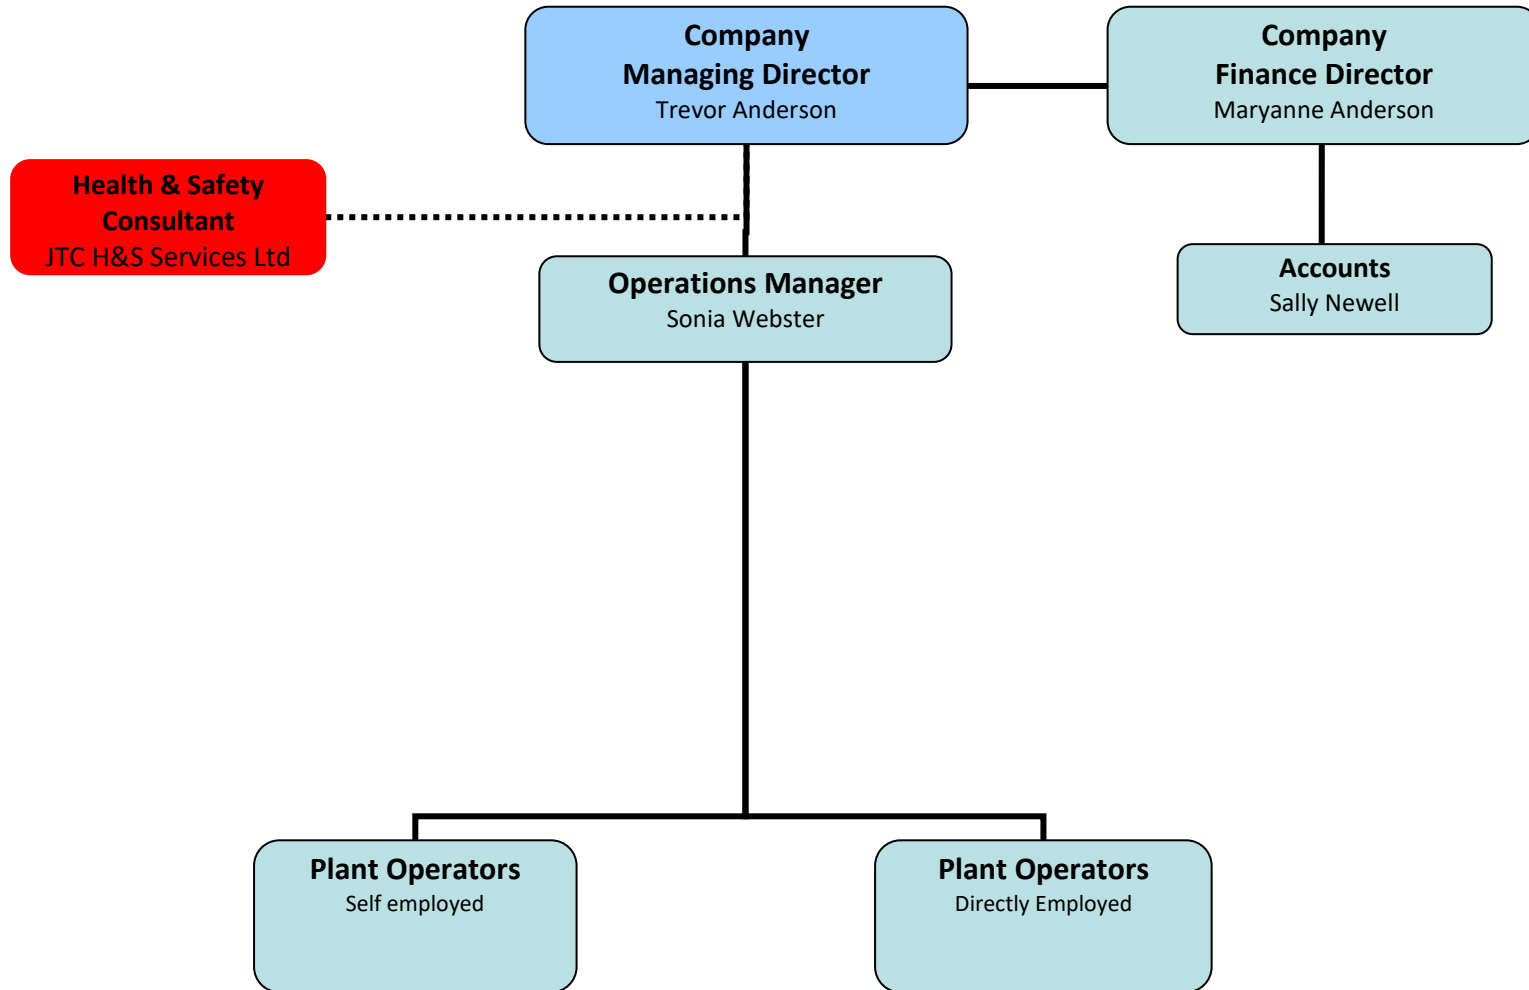 Company
Managing Director
Trevor Anderson
Company
Finance Director
Maryanne Anderson
Health & Safety
Consultant
JTC H&S Services Ltd
Operations Manager
Sonia Webster
Accounts
Sally Newell
Plant Operators
Self employed
Plant Operators
Directly Employed